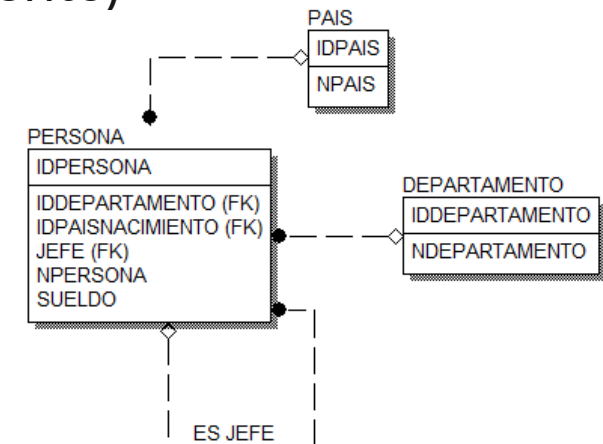 PAIS
IDPAIS
NPAIS
PERSONA
IDPERSONA
IDDEPARTAMENTO (FK)
IDPAISNACIMIENTO (FK)
JEFE (FK)
NPERSONA
SUELDO
DEPARTAMENTO
IDDEPARTAMENTO
NDEPARTAMENTO
ES JEFE